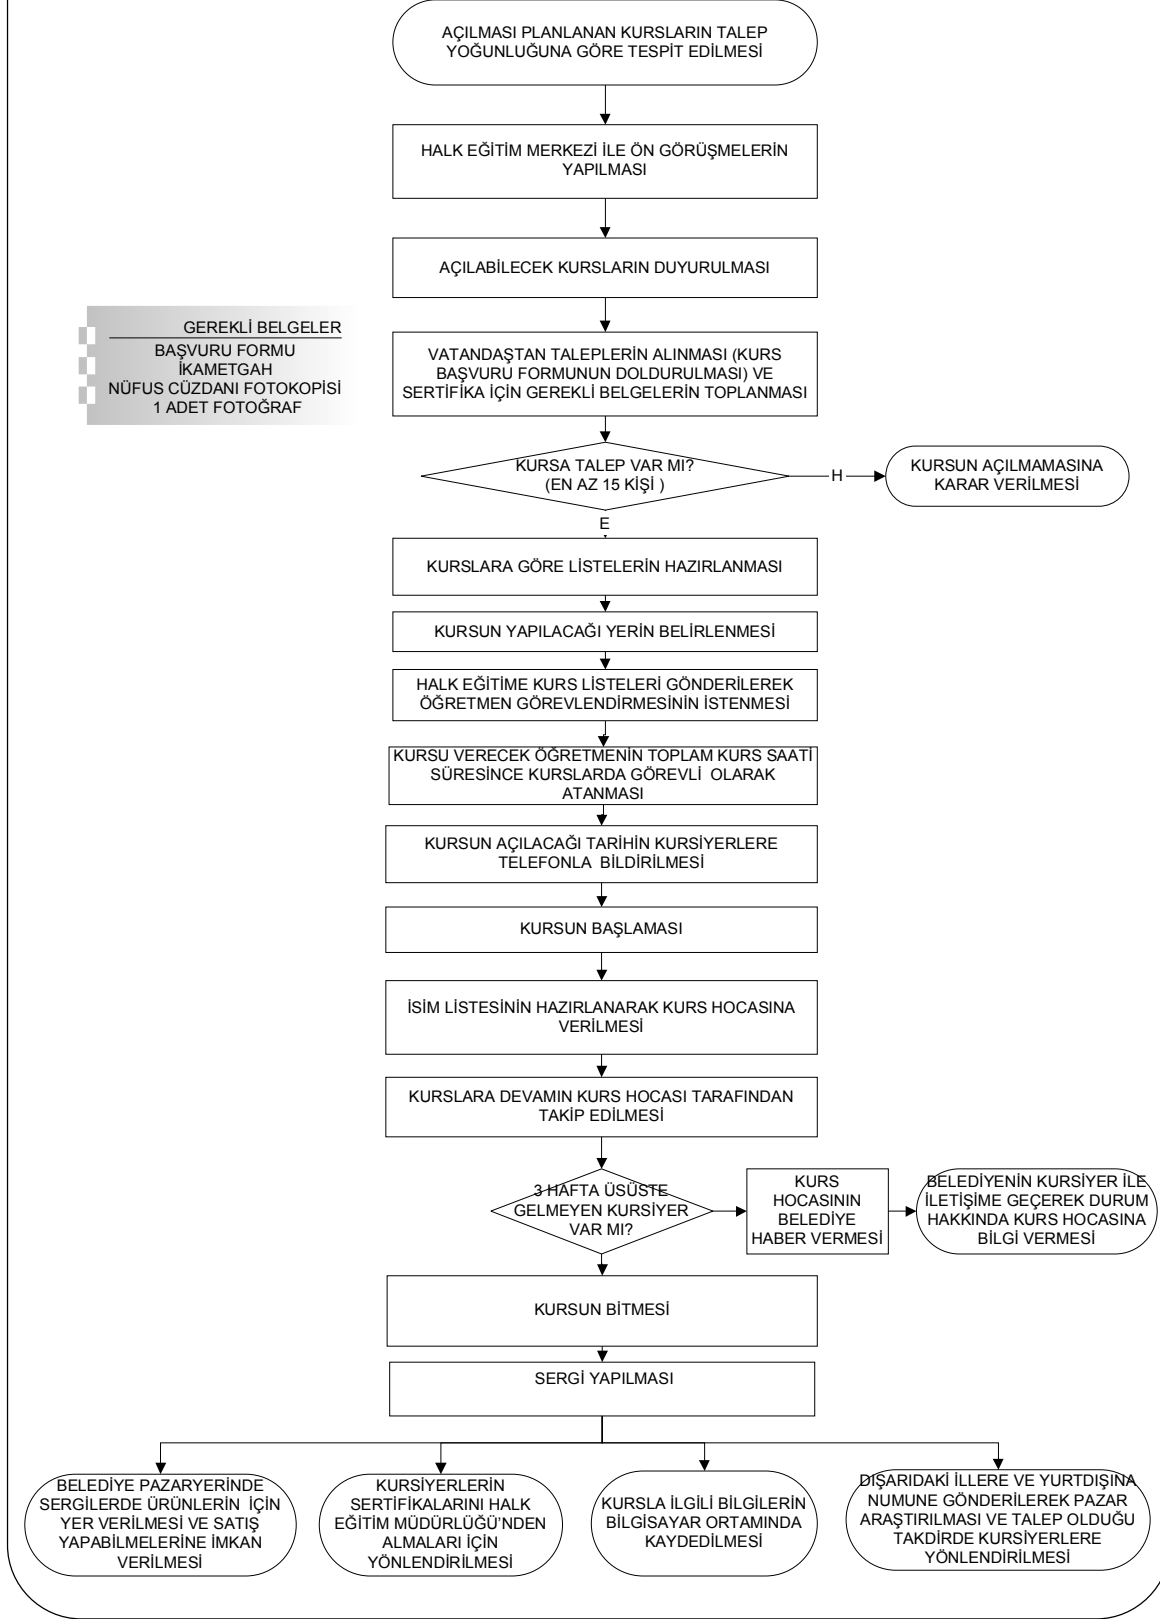 AÇILMASI PLANLANAN KURSLARIN TALEP
YOĞUNLUĞUNA GÖRE TESPİT EDİLMESİ
HALK EĞİTİM MERKEZİ İLE ÖN GÖRÜŞMELERİN
YAPILMASI
AÇILABİLECEK KURSLARIN DUYURULMASI
GEREKLİ BELGELER
BAŞVURU FORMU
İKAMETGAH
NÜFUS CÜZDANI FOTOKOPİSİ
1 ADET FOTOĞRAF
VATANDAŞTAN TALEPLERİN ALINMASI (KURS
BAŞVURU FORMUNUN DOLDURULMASI) VE
SERTİFİKA İÇİN GEREKLİ BELGELERİN TOPLANMASI
KURSA TALEP VAR MI?
(EN AZ 15 KİŞİ )
H
KURSUN AÇILMAMASINA
KARAR VERİLMESİ
E
KURSLARA GÖRE LİSTELERİN HAZIRLANMASI
KURSUN YAPILACAĞI YERİN BELİRLENMESİ
HALK EĞİTİME KURS LİSTELERİ GÖNDERİLEREK
ÖĞRETMEN GÖREVLENDİRMESİNİN İSTENMESİ
KURSU VERECEK ÖĞRETMENİN TOPLAM KURS SAATİ
SÜRESİNCE KURSLARDA GÖREVLİ OLARAK
ATANMASI
KURSUN AÇILACAĞI TARİHİN KURSİYERLERE
TELEFONLA BİLDİRİLMESİ
KURSUN BAŞLAMASI
İSİM LİSTESİNİN HAZIRLANARAK KURS HOCASINA
VERİLMESİ
KURSLARA DEVAMIN KURS HOCASI TARAFINDAN
TAKİP EDİLMESİ
3 HAFTA ÜSÜSTE
GELMEYEN KURSİYER
VAR MI?
KURS
HOCASININ
BELEDİYE
HABER VERMESİ
BELEDİYENİN KURSİYER İLE
İLETİŞİME GEÇEREK DURUM
HAKKINDA KURS HOCASINA
BİLGİ VERMESİ
KURSUN BİTMESİ
SERGİ YAPILMASI
BELEDİYE PAZARYERİNDE
SERGİLERDE ÜRÜNLERİN İÇİN
YER VERİLMESİ VE SATIŞ
YAPABİLMELERİNE İMKAN
VERİLMESİ
KURSİYERLERİN
SERTİFİKALARINI HALK
EĞİTİM MÜDÜRLÜĞÜ'NDEN
ALMALARI İÇİN
YÖNLENDİRİLMESİ
KURSLA İLGİLİ BİLGİLERİN
BİLGİSAYAR ORTAMINDA
KAYDEDİLMESİ
DIŞARIDAKİ İLLERE VE YURTDIŞINA
NUMUNE GÖNDERİLEREK PAZAR
ARAŞTIRILMASI VE TALEP OLDUĞU
TAKDİRDE KURSİYERLERE
YÖNLENDİRİLMESİ